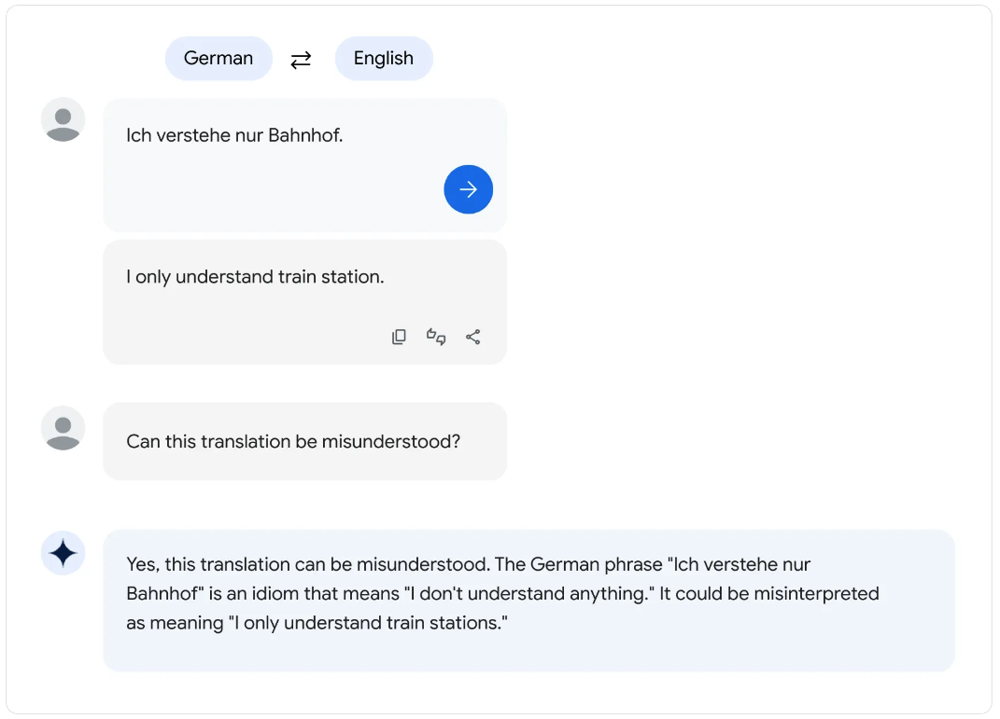 German
English
Ich verstehe nur Bahnhof.
I only understand train station.
Can this translation be misunderstood?
Yes, this translation can be misunderstood. The German phrase "Ich verstehe nur
Bahnhof" is an idiom that means "I don't understand anything." It could be misinterpreted
as meaning "I only understand train stations."